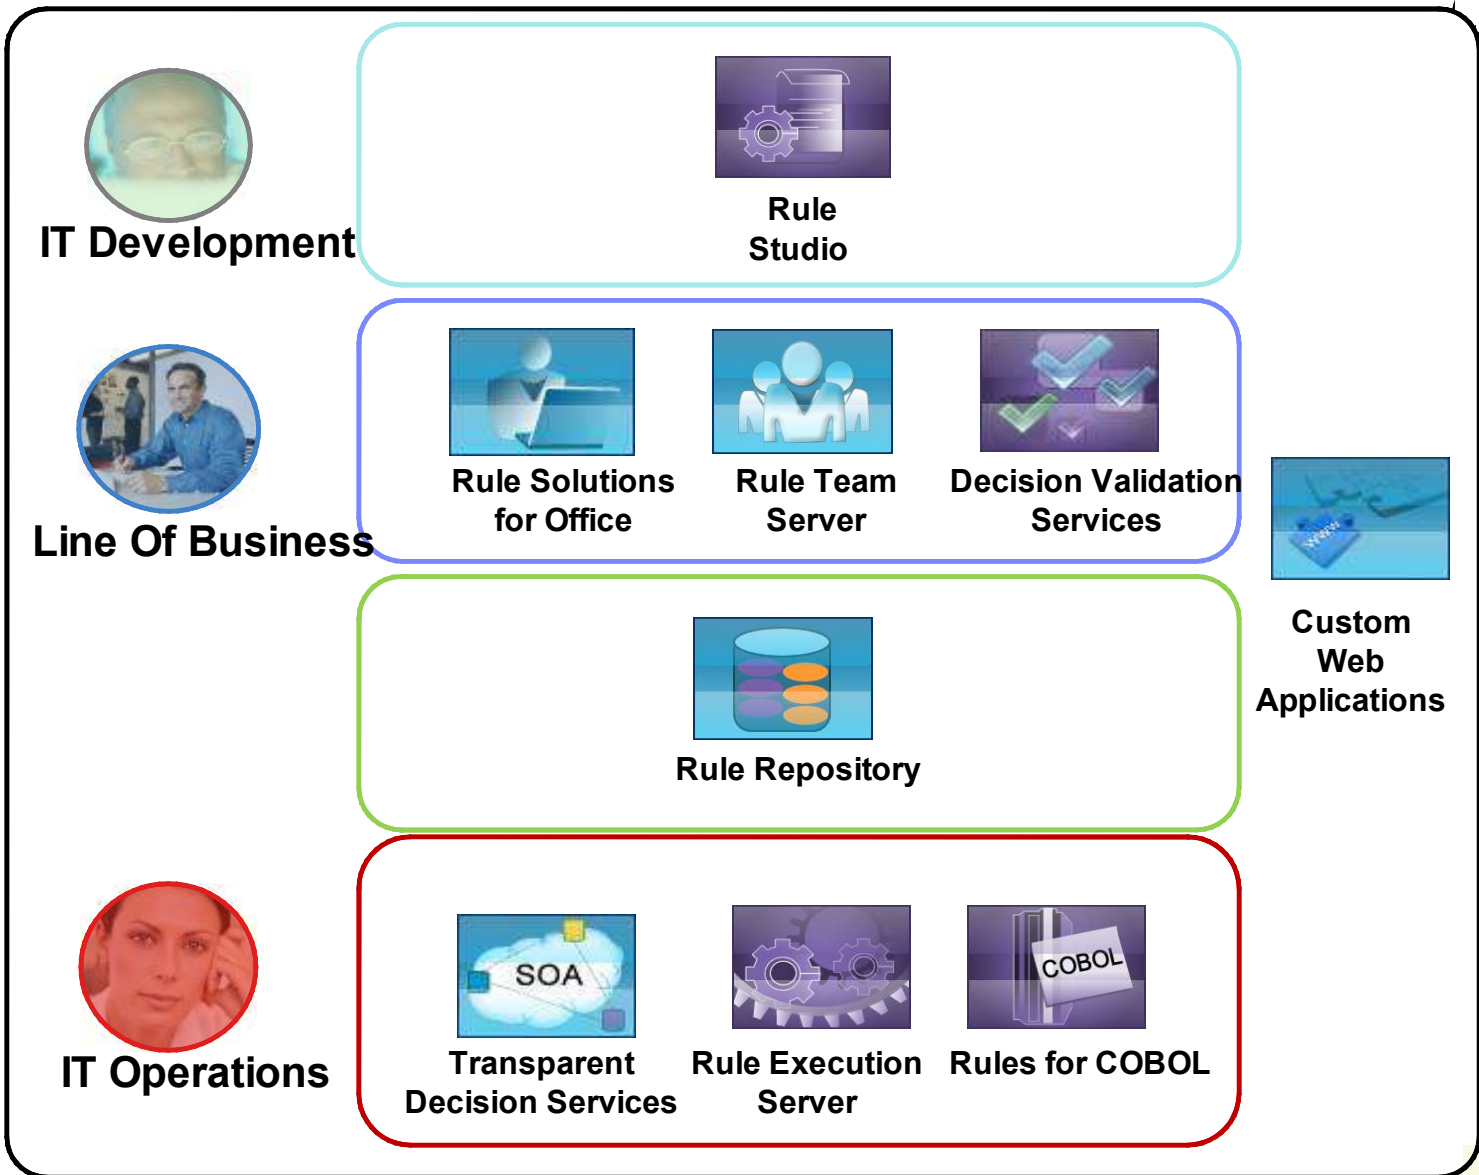 IT Development
Rule
Studio
Line Of Business
Rule Solutions
for Office
Rule Team
Server
Decision Validation
Services
WWW
Custom
Web
Applications
Rule Repository
IT Operations
SOA
Transparent
Decision Services
Rule Execution
Server
COBOL
Rules for COBOL